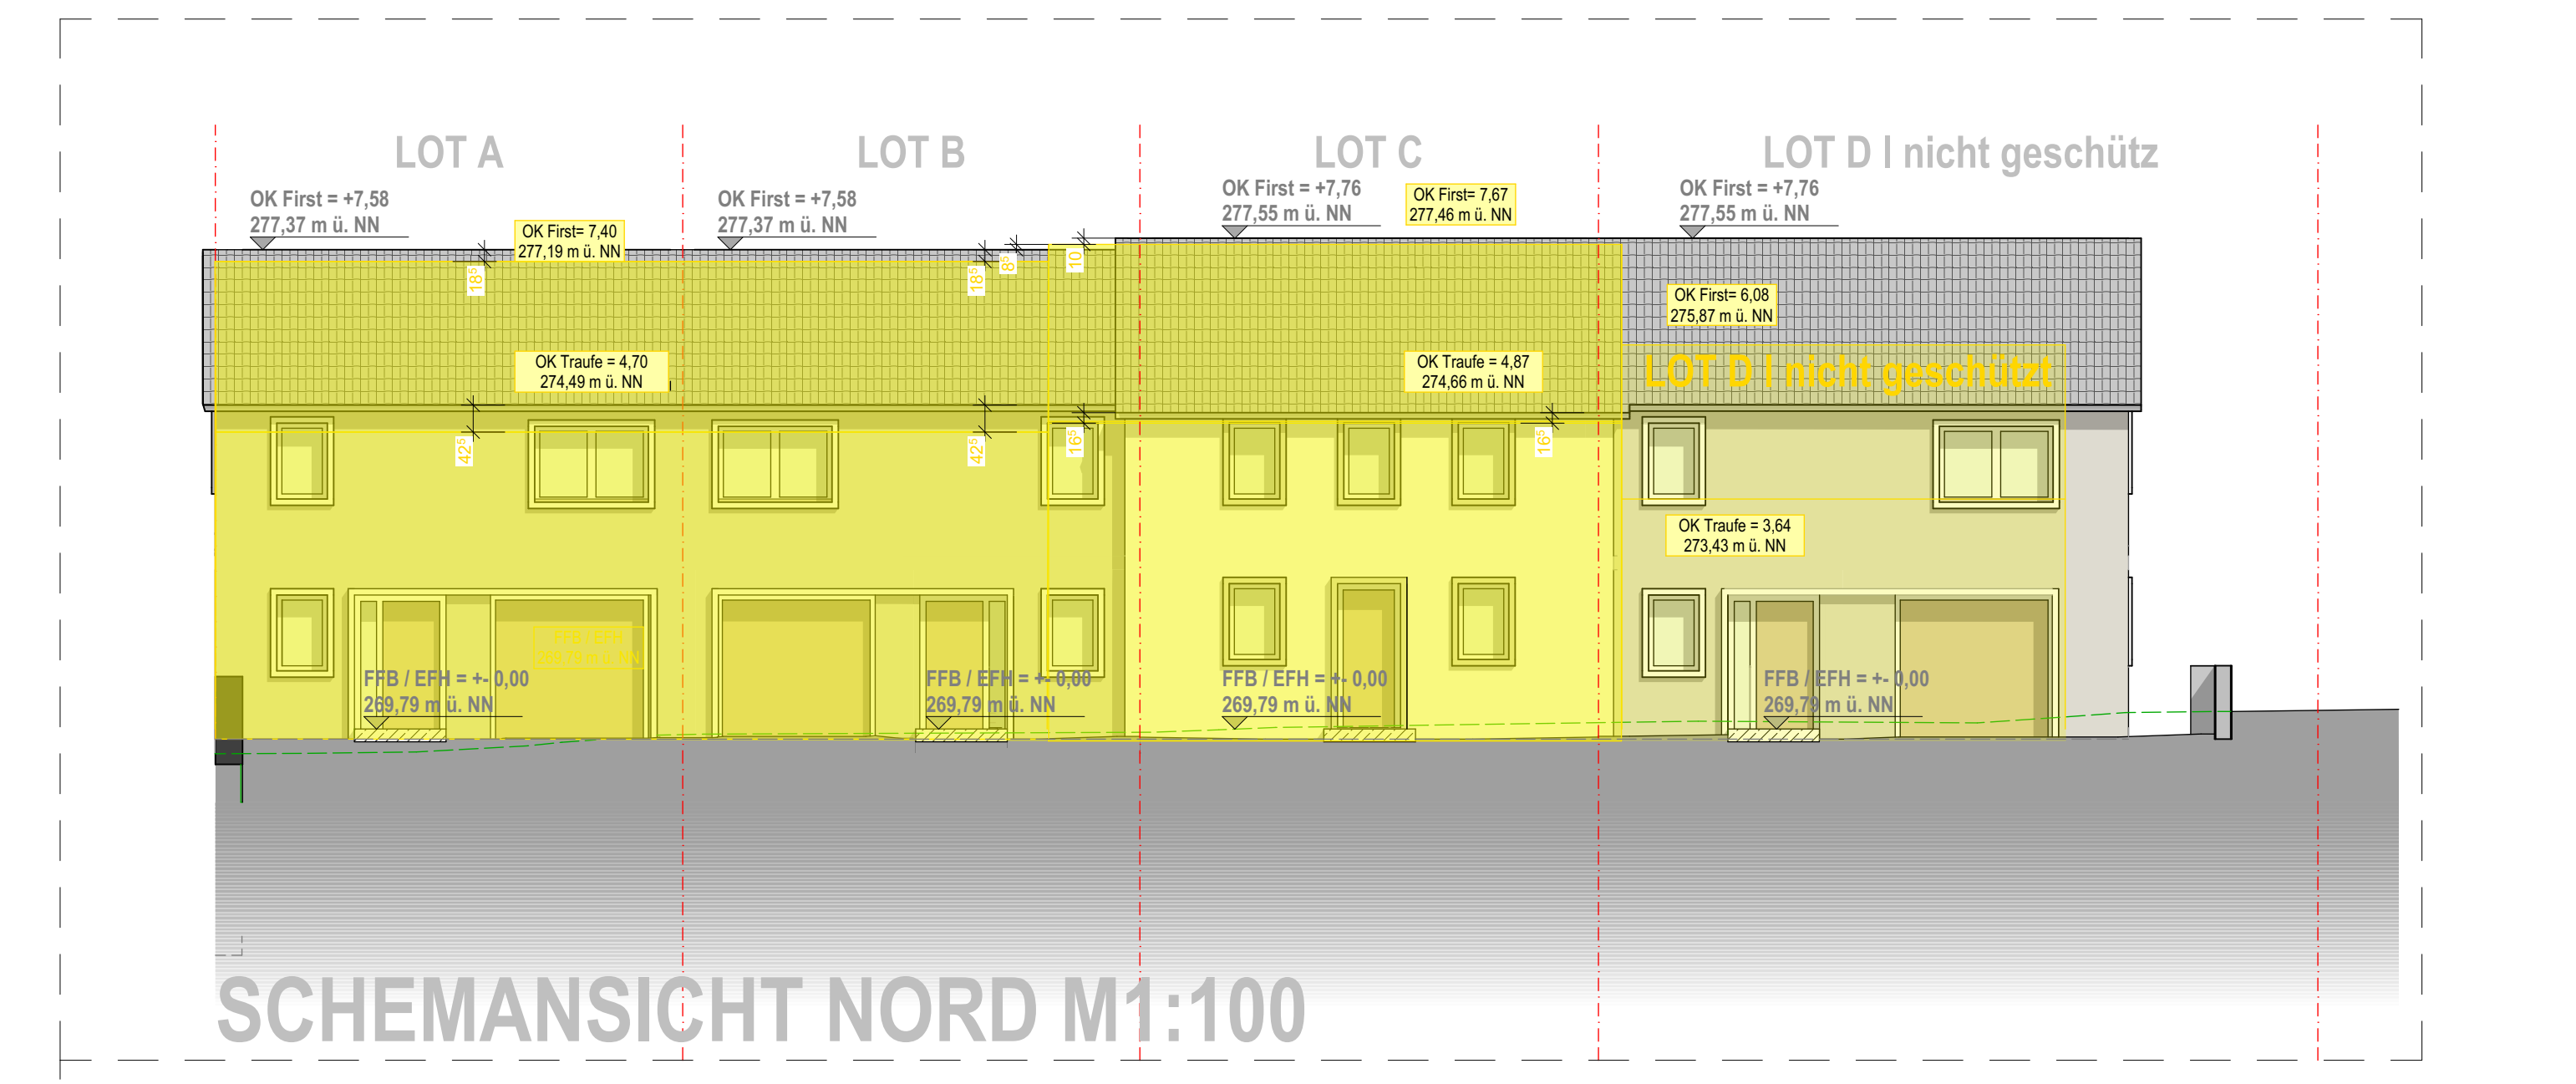 LOT A
LOT B
LOT C
LOT D I nicht geschütz
OK First = +7,58
277,37 m ü. NN
OK First= 7,40
277,19 m ü. NN
OK First = +7,58
277,37 m ü. NN
OK First = +7,76
277,55 m ü. NN
OK First= 7,67
277,46 m ü. NN
OK First = +7,76
277,55 m ü. NN
18⁵
18⁵
8⁵
10
OK First= 6,08
275,87 m ü. NN
OK Traufe = 4,70
274,49 m ü. NN
OK Traufe = 4,87
274,66 m ü. NN
LOT D I nicht geschützt
42⁵
42⁵
16⁵
16⁵
OK Traufe = 3,64
273,43 m ü. NN
FFB / EFH
269,79 m ü. NN
FFB / EFH = +- 0,00
269,79 m ü. NN
FFB / EFH = +- 0,00
269,79 m ü. NN
FFB / EFH = +- 0,00
269,79 m ü. NN
FFB / EFH = +- 0,00
269,79 m ü. NN
SCHEMANSICHT NORD M1:100